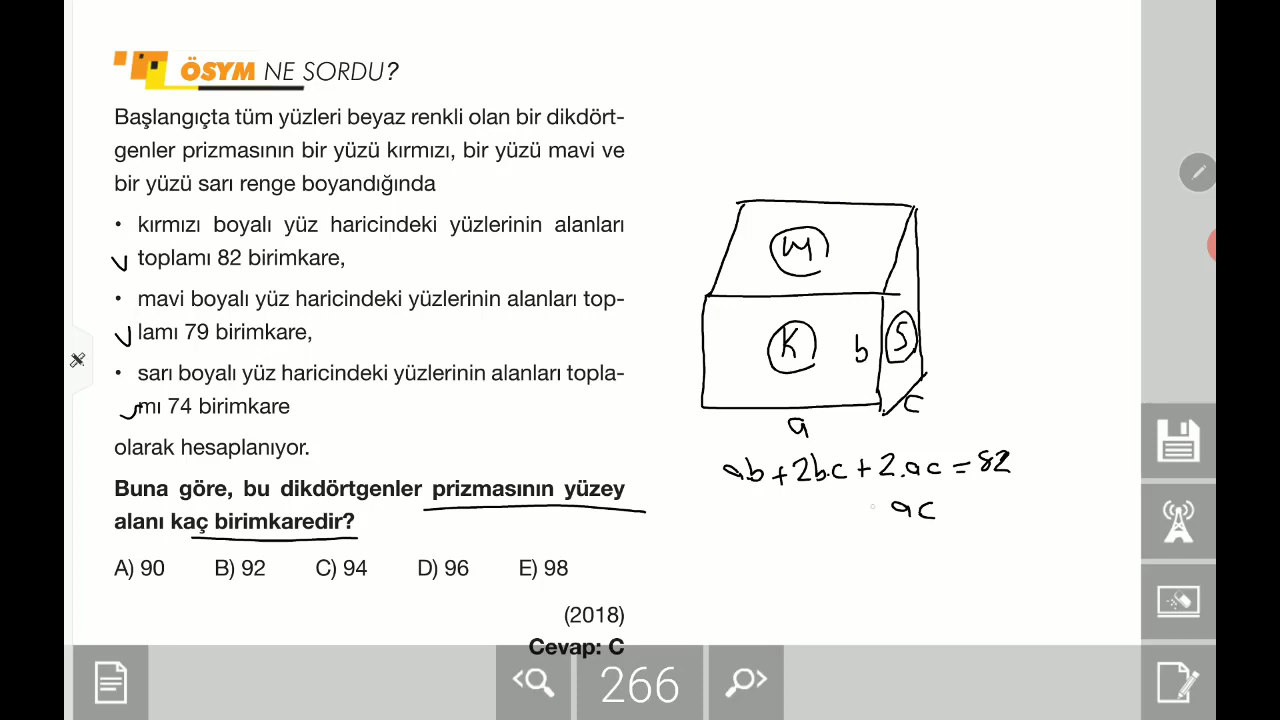 ÖSYM NE SORDU?
Başlangıçta tüm yüzleri beyaz renkli olan bir dikdört-
genler prizmasının bir yüzü kırmızı, bir yüzü mavi ve
bir yüzü sarı renge boyandığında
• kırmızı boyalı yüz haricindeki yüzlerinin alanları
toplamı 82 birimkare,
• mavi boyalı yüz haricindeki yüzlerinin alanları top-
lamı 79 birimkare,
• sarı boyalı yüz haricindeki yüzlerinin alanları topla-
mı 74 birimkare
olarak hesaplanıyor.
Buna göre, bu dikdörtgenler prizmasının yüzey
alanı kaç birimkaredir?
A) 90 B) 92 C) 94 D) 96 E) 98
(2018)
Cevap: C
M
K b S
c
a
ab+2b.c+2.ac=82
ac
266